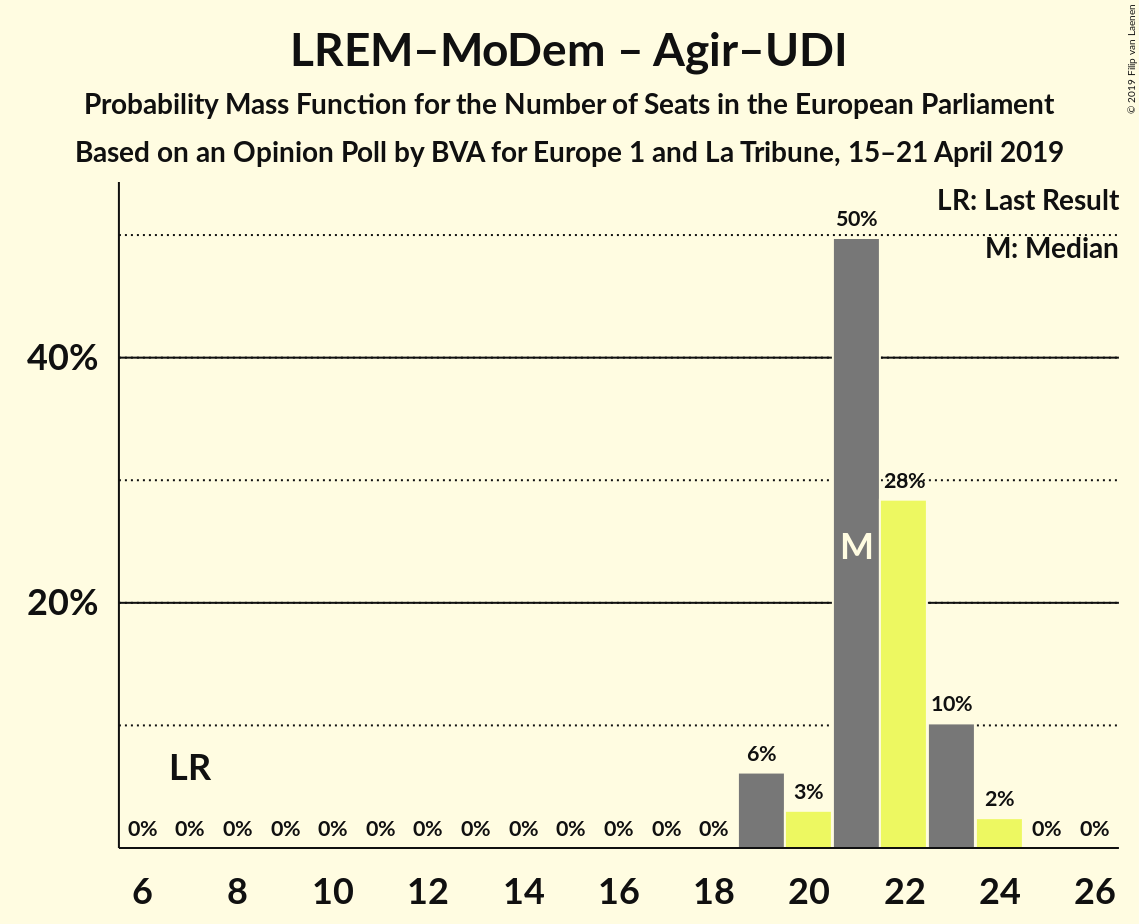 LREM–MoDem – Agir–UDI
Probability Mass Function for the Number of Seats in the European Parliament
Based on an Opinion Poll by BVA for Europe 1 and La Tribune, 15–21 April 2019
© 2019 Filip van Laenen
LR: Last Result
M: Median
50%
40%
28%
M
20%
10%
LR
6%
3%
2%
0% 0% 0% 0% 0% 0% 0% 0% 0% 0% 0% 0% 0% 0% 0%
6 8 10 12 14 16 18 20 22 24 26